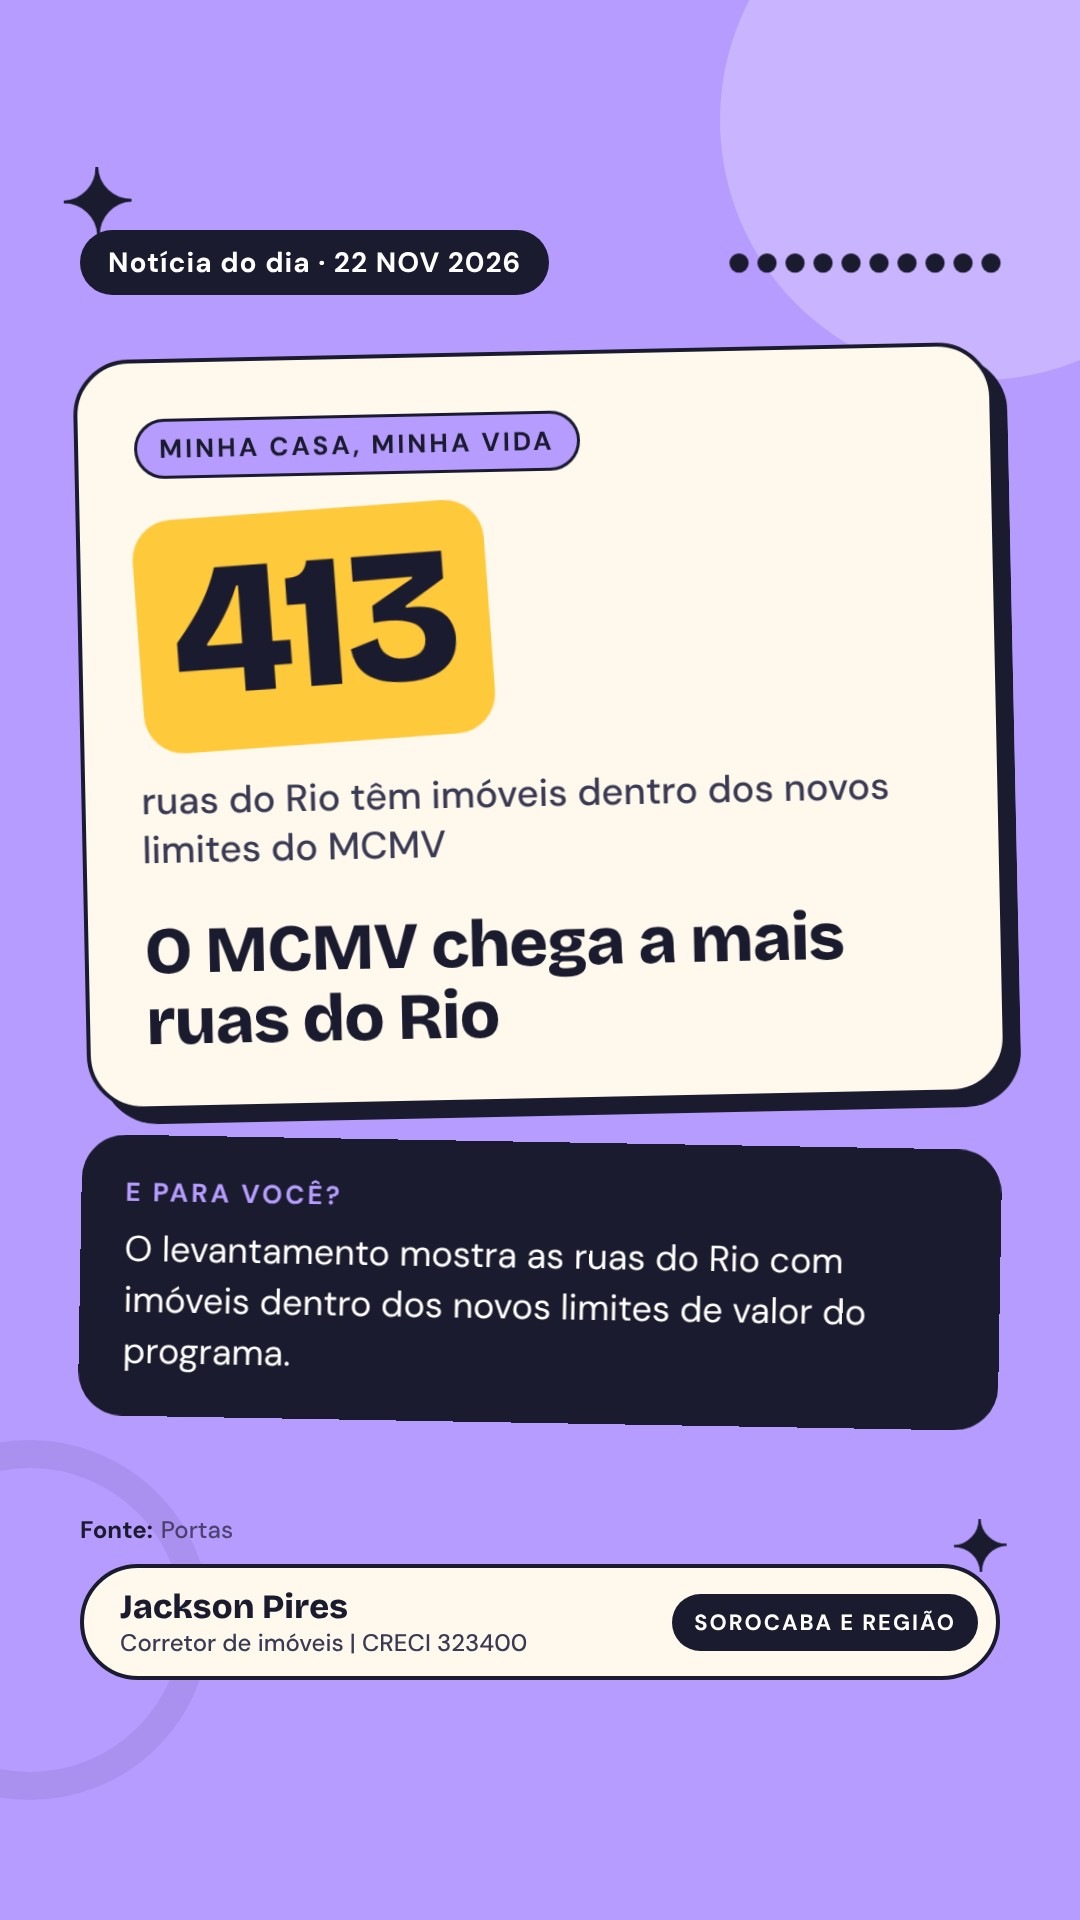 Notícia do dia · 22 NOV 2026
MINHA CASA, MINHA VIDA
413
ruas do Rio têm imóveis dentro dos novos
limites do MCMV
O MCMV chega a mais
ruas do Rio
E PARA VOCÊ?
O levantamento mostra as ruas do Rio com
imóveis dentro dos novos limites de valor do
programa.
Fonte: Portas
Jackson Pires
Corretor de imóveis | CRECI 323400
SOROCABA E REGIÃO